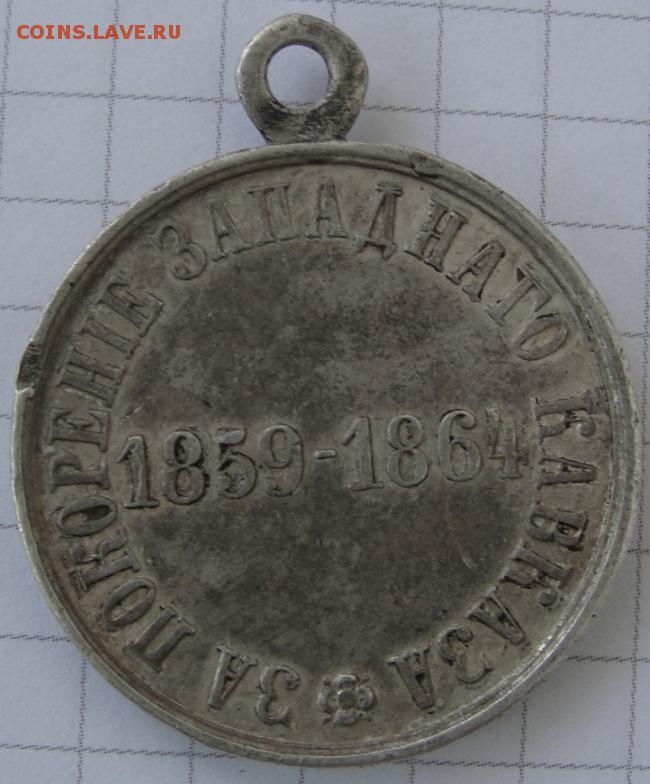 COINS.LAVE.RU
ЗА ПОКОРЕНІЕ ЗАПАДНАГО КАВКАЗА
1859-1864